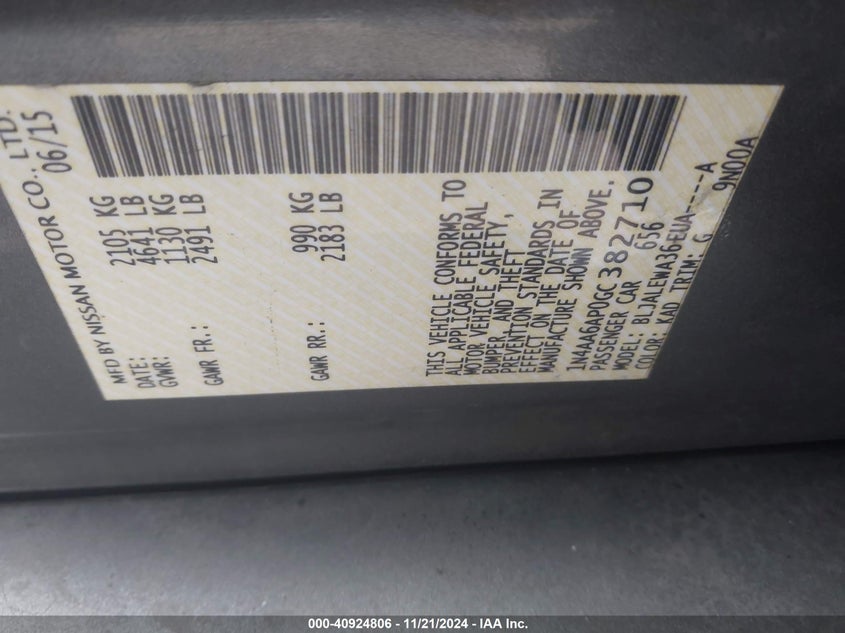 MFD BY NISSAN MOTOR CO., LTD.
DATE: 06/15
GVWR: 2105 KG
4641 LB
GAWR FR.: 1130 KG
2491 LB
GAWR RR.: 990 KG
2183 LB
THIS VEHICLE CONFORMS TO
ALL APPLICABLE FEDERAL
MOTOR VEHICLE SAFETY,
BUMPER, AND THEFT
PREVENTION STANDARDS IN
EFFECT ON THE DATE OF
MANUFACTURE SHOWN ABOVE.
1N4AA6AP0GC382710
PASSENGER CAR 656
MODEL: BLJALEWA36EUA-----A
COLOR: KAD TRIM: G 9N00A
000-40924806 - 11/21/2024 - IAA Inc.